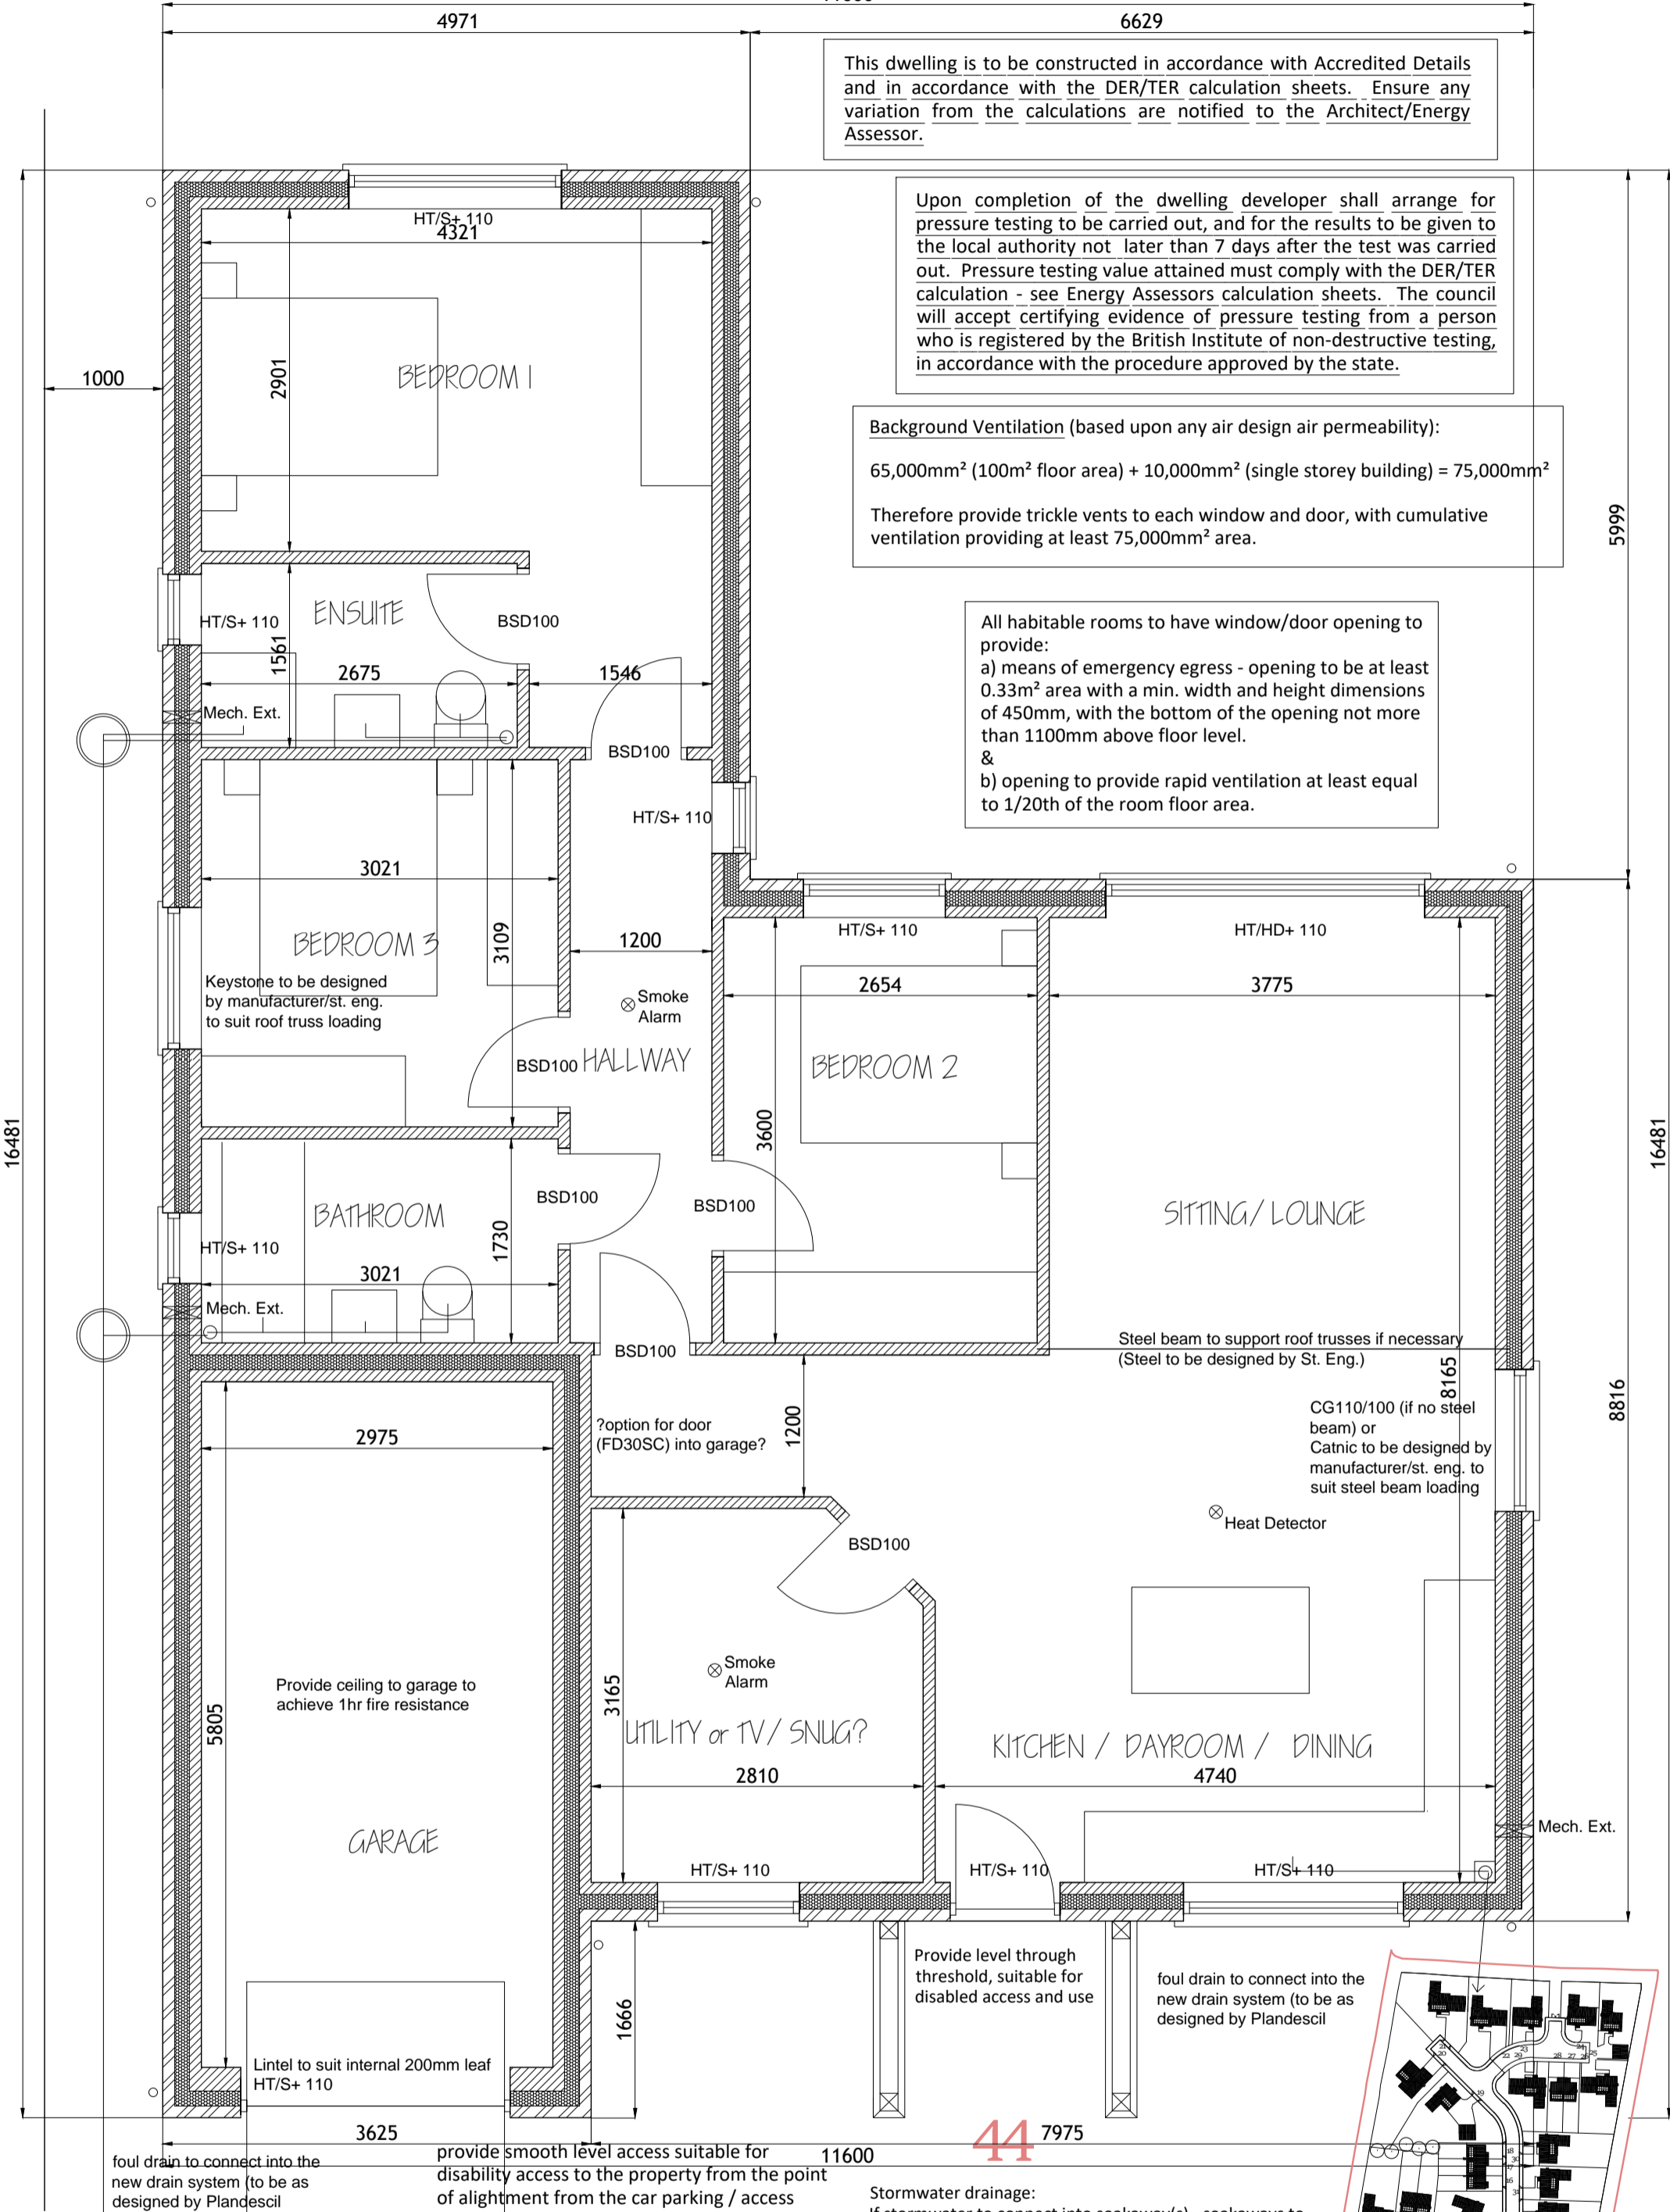 4971
6629
This dwelling is to be constructed in accordance with Accredited Details
and in accordance with the DER/TER calculation sheets. Ensure any
variation from the calculations are notified to the Architect/Energy
Assessor.
Upon completion of the dwelling developer shall arrange for
pressure testing to be carried out, and for the results to be given to
the local authority not later than 7 days after the test was carried
out. Pressure testing value attained must comply with the DER/TER
calculation - see Energy Assessors calculation sheets. The council
will accept certifying evidence of pressure testing from a person
who is registered by the British Institute of non-destructive testing,
in accordance with the procedure approved by the state.
Background Ventilation (based upon any air design air permeability):
65,000mm² (100m² floor area) + 10,000mm² (single storey building) = 75,000mm²
Therefore provide trickle vents to each window and door, with cumulative
ventilation providing at least 75,000mm² area.
All habitable rooms to have window/door opening to
provide:
a) means of emergency egress - opening to be at least
0.33m² area with a min. width and height dimensions
of 450mm, with the bottom of the opening not more
than 1100mm above floor level.
&
b) opening to provide rapid ventilation at least equal
to 1/20th of the room floor area.
HT/S+ 110
4321
2901
BEDROOM 1
1000
5999
ENSUITE
HT/S+ 110
1561
BSD100
2675
1546
Mech. Ext.
BSD100
HT/S+ 110
3021
BEDROOM 3
3109
1200
Keystone to be designed
by manufacturer/st. eng.
to suit roof truss loading
Smoke
Alarm
BSD100
HALLWAY
HT/S+ 110
HT/HD+ 110
2654
3775
BEDROOM 2
3600
16481
16481
BATHROOM
BSD100
BSD100
1730
HT/S+ 110
3021
Mech. Ext.
SITTING/ LOUNGE
BSD100
Steel beam to support roof trusses if necessary
(Steel to be designed by St. Eng.)
8165
8816
2975
?option for door
(FD30SC) into garage?
1200
CG110/100 (if no steel
beam) or
Catnic to be designed by
manufacturer/st. eng. to
suit steel beam loading
BSD100
Heat Detector
Provide ceiling to garage to
achieve 1hr fire resistance
5805
Smoke
Alarm
3165
UTILITY or TV/ SNUG?
2810
KITCHEN / DAYROOM / DINING
4740
GARAGE
HT/S+ 110
HT/S+ 110
HT/S+ 110
Mech. Ext.
Provide level through
threshold, suitable for
disabled access and use
foul drain to connect into the
new drain system (to be as
designed by Plandescil
1666
Lintel to suit internal 200mm leaf
HT/S+ 110
3625
7975
44
11600
foul drain to connect into the
new drain system (to be as
designed by Plandescil
provide smooth level access suitable for
disability access to the property from the point
of alightment from the car parking / access
Stormwater drainage: